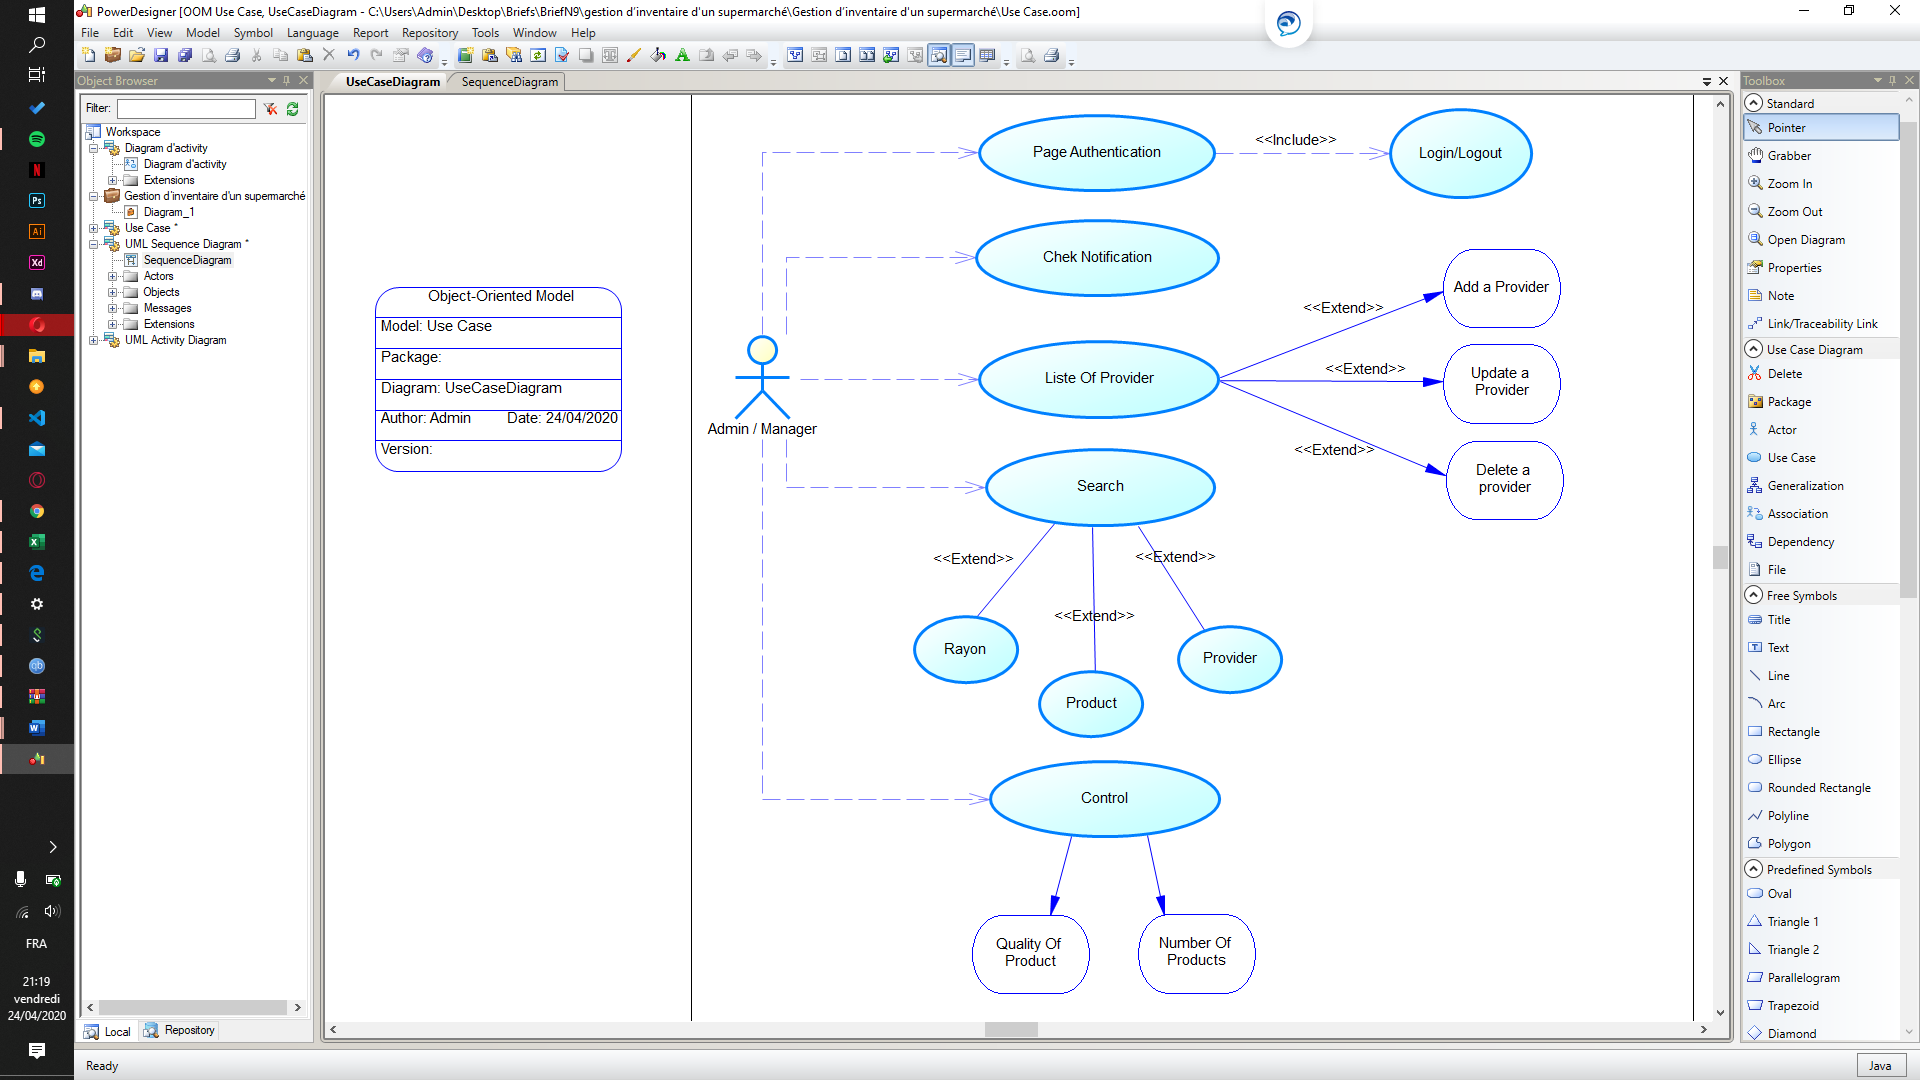 PowerDesigner [OOM Use Case, UseCaseDiagram - C:\Users\Admin\Desktop\Briefs\BriefN9\gestion d'inventaire d'un supermarché\Gestion d'inventaire d'un supermarché\Use Case.oom]
File Edit View Model Symbol Language Report Repository Tools Window Help
Object Browser
Filter:
Workspace
Diagram d'activity
Diagram d'activity
Extensions
Gestion d'inventaire d'un supermarché
Diagram_1
Use Case *
UML Sequence Diagram *
SequenceDiagram
Actors
Objects
Messages
Extensions
UML Activity Diagram
Local Repository
UseCaseDiagram SequenceDiagram
Object-Oriented Model
Model: Use Case
Package:
Diagram: UseCaseDiagram
Author: Admin Date: 24/04/2020
Version:
Admin / Manager
Page Authentication
<<Include>>
Login/Logout
Chek Notification
Liste Of Provider
<<Extend>>
Add a Provider
<<Extend>>
Update a
Provider
<<Extend>>
Delete a
provider
Search
<<Extend>>
<<Extend>>
<<Extend>>
Rayon
Product
Provider
Control
Quality Of
Product
Number Of
Products
Toolbox
Standard
Pointer
Grabber
Zoom In
Zoom Out
Open Diagram
Properties
Note
Link/Traceability Link
Use Case Diagram
Delete
Package
Actor
Use Case
Generalization
Association
Dependency
File
Free Symbols
Title
Text
Line
Arc
Rectangle
Ellipse
Rounded Rectangle
Polyline
Polygon
Predefined Symbols
Oval
Triangle 1
Triangle 2
Parallelogram
Trapezoid
Diamond
Ready
Java
N
Ps
Ai
Xd
qb
FRA
21:19
vendredi
24/04/2020